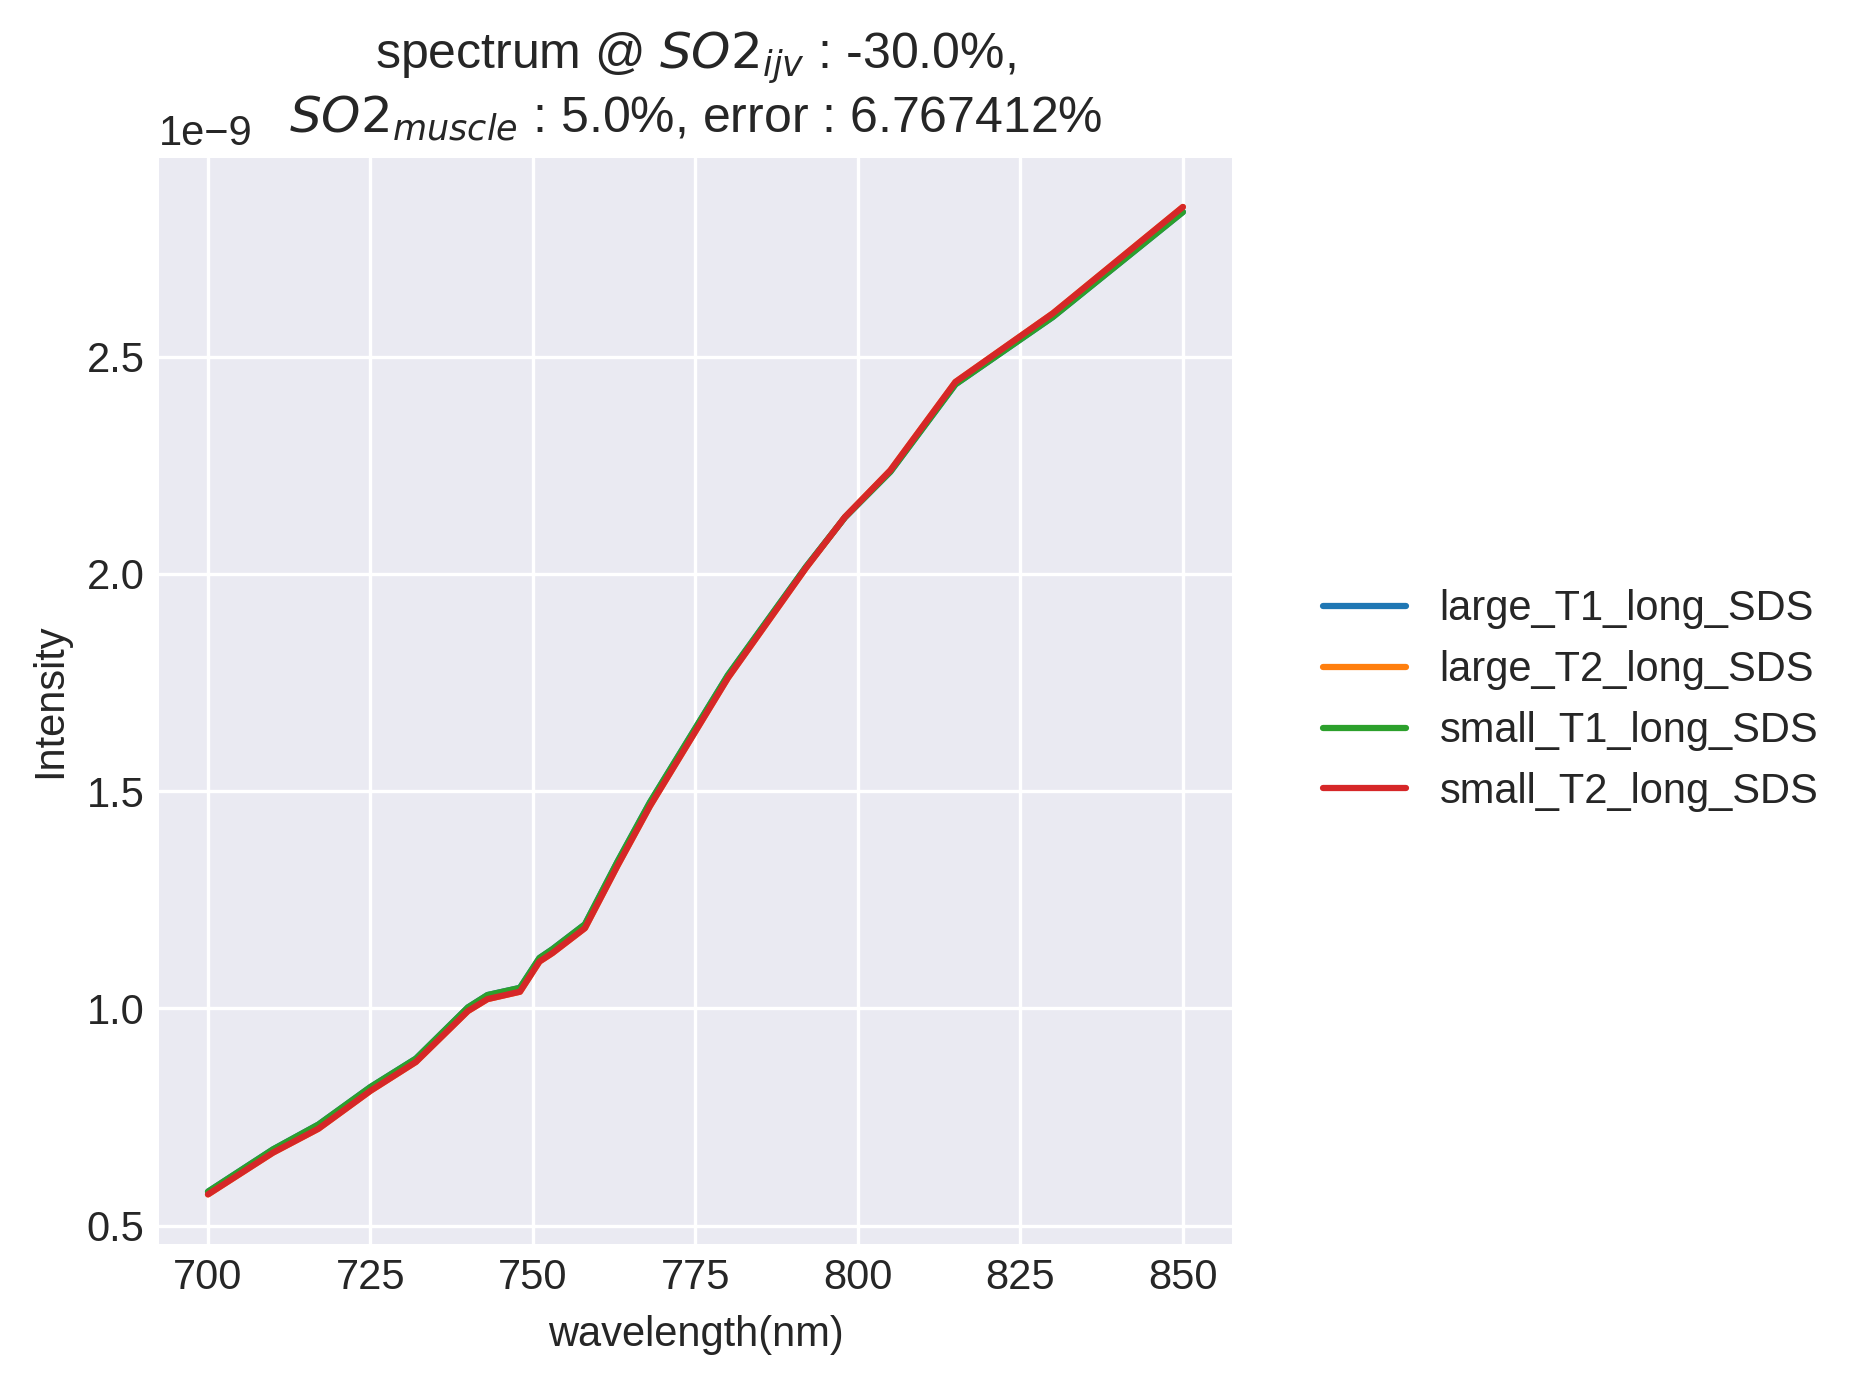 spectrum @ SO2ijv : -30.0%,
SO2muscle : 5.0%, error : 6.767412%
1e−9
2.5
2.0
1.5
1.0
0.5
Intensity
700 725 750 775 800 825 850
wavelength(nm)
large_T1_long_SDS
large_T2_long_SDS
small_T1_long_SDS
small_T2_long_SDS